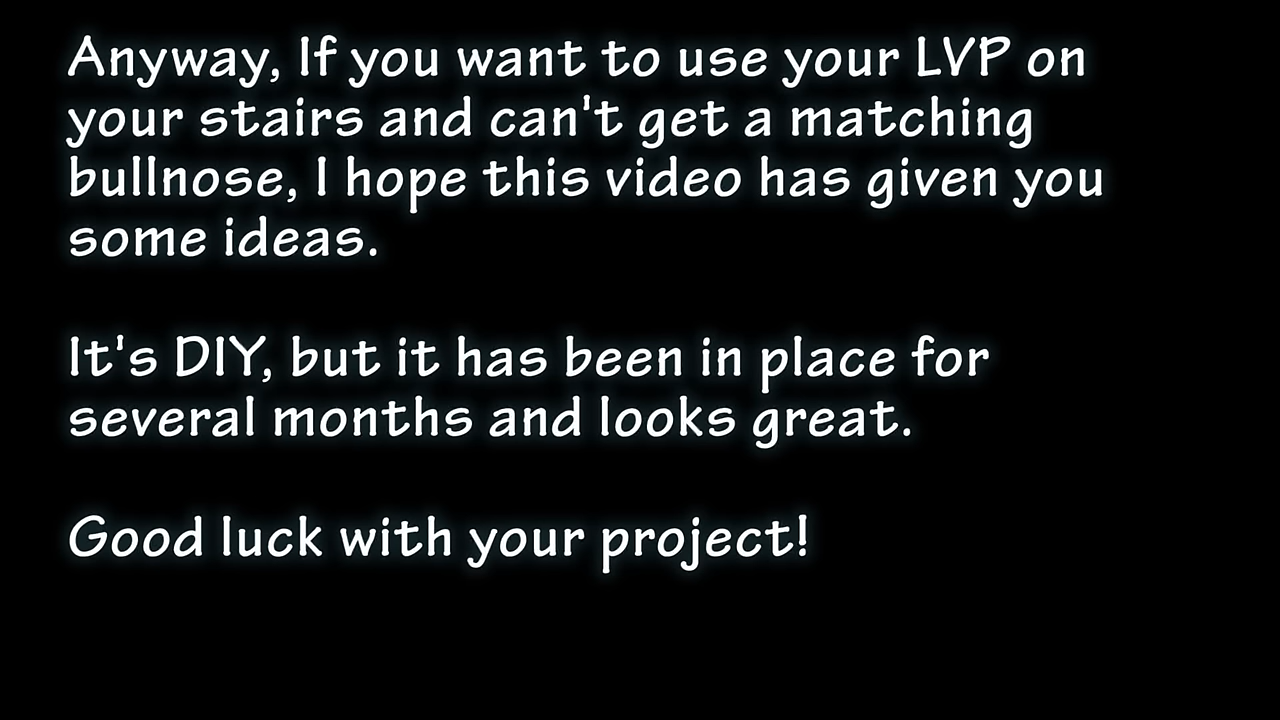 Anyway, If you want to use your LVP on
your stairs and can't get a matching
bullnose, I hope this video has given you
some ideas.
It's DIY, but it has been in place for
several months and looks great.
Good luck with your project!